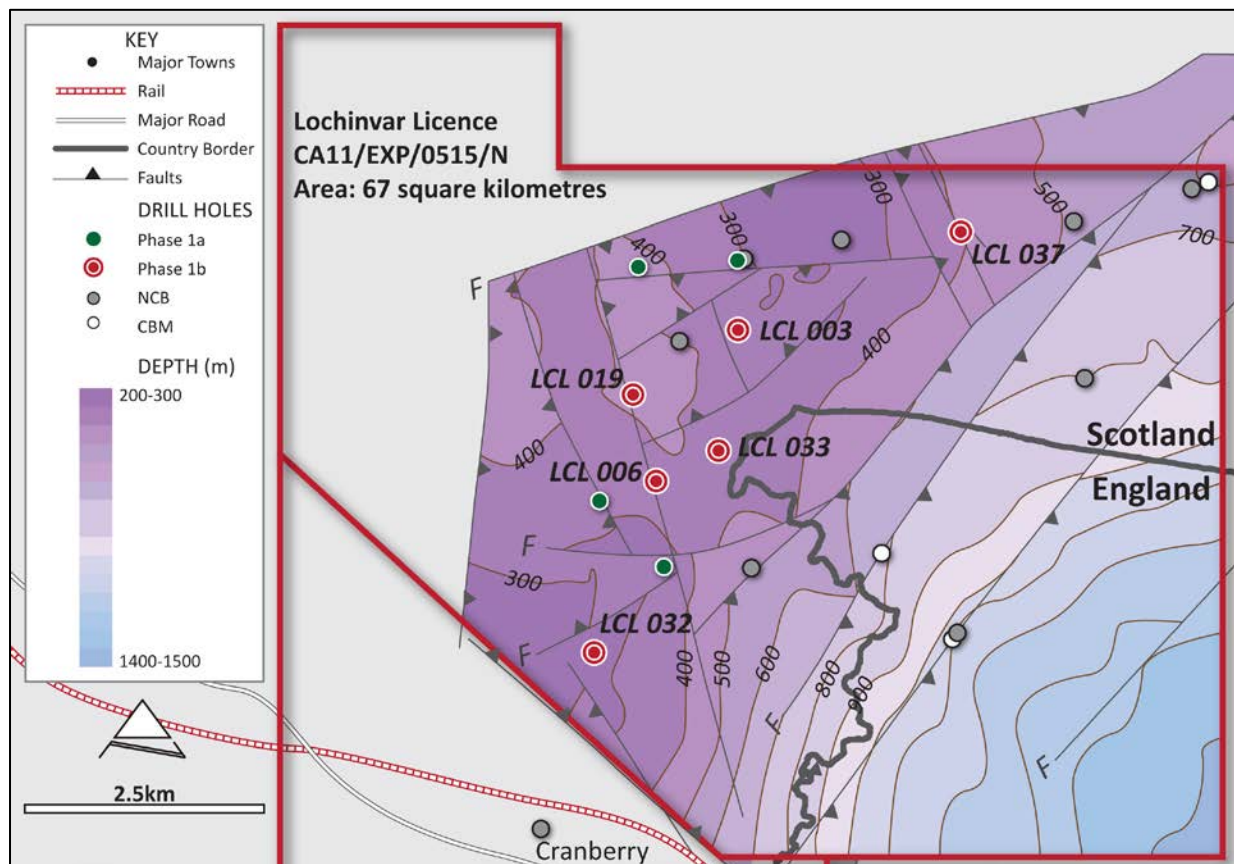 KEY
Major Towns
Rail
Major Road
Country Border
Faults
DRILL HOLES
Phase 1a
Phase 1b
NCB
CBM
DEPTH (m)
200-300
1400-1500
2.5km
Lochinvar Licence
CA11/EXP/0515/N
Area: 67 square kilometres
300
500
700
300
400
LCL 037
F
LCL 003
400
LCL 019
LCL 033
Scotland
400
LCL 006
England
F
300
LCL 032
F
400
500
600
800
900
F
F
Cranberry